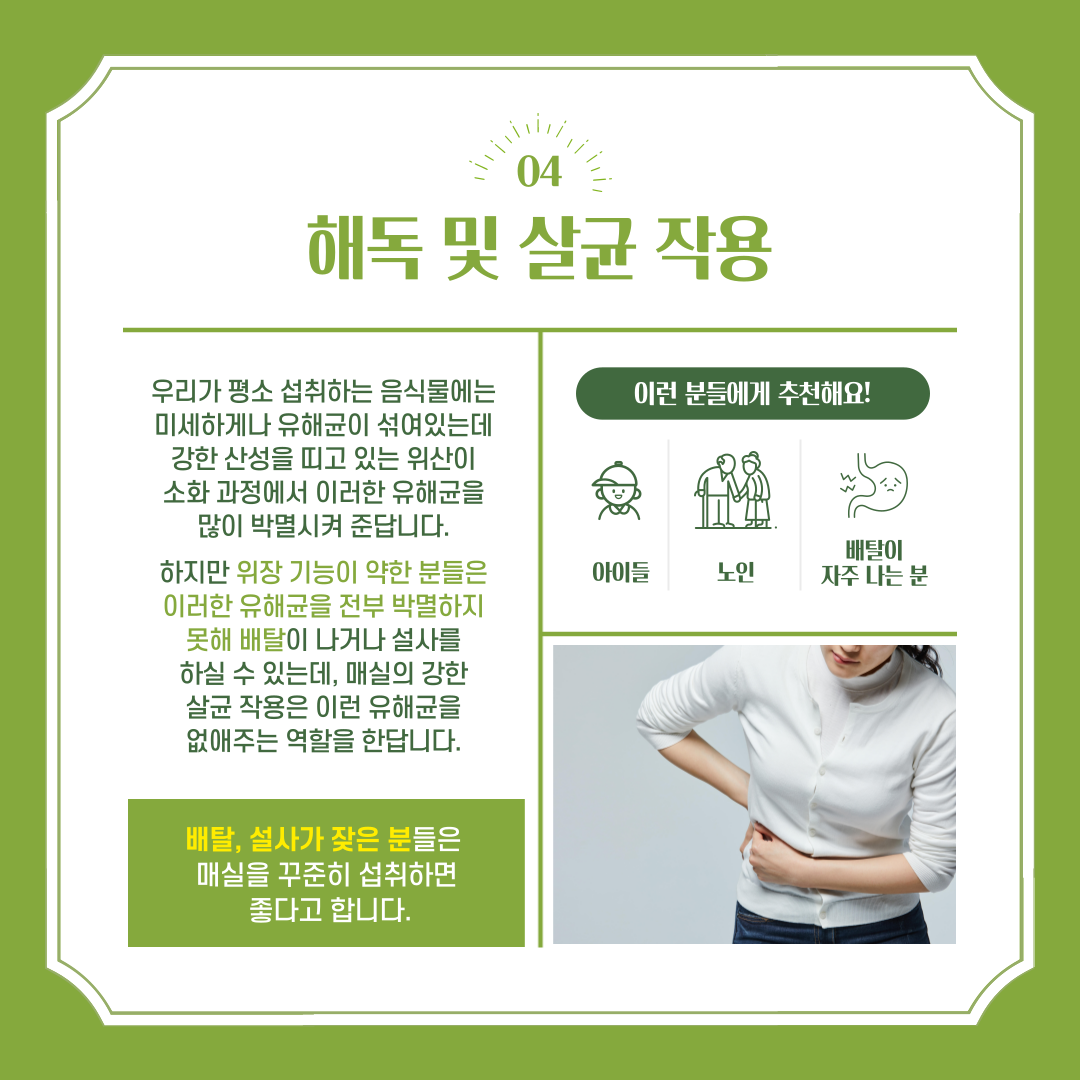 04
해독 및 살균 작용
우리가 평소 섭취하는 음식물에는
미세하게나 유해균이 섞여있는데
강한 산성을 띠고 있는 위산이
소화 과정에서 이러한 유해균을
많이 박멸시켜 준답니다.
하지만 위장 기능이 약한 분들은
이러한 유해균을 전부 박멸하지
못해 배탈이 나거나 설사를
하실 수 있는데, 매실의 강한
살균 작용은 이런 유해균을
없애주는 역할을 한답니다.
배탈, 설사가 잦은 분들은
매실을 꾸준히 섭취하면
좋다고 합니다.
이런 분들에게 추천해요!
아이들
노인
배탈이
자주 나는 분